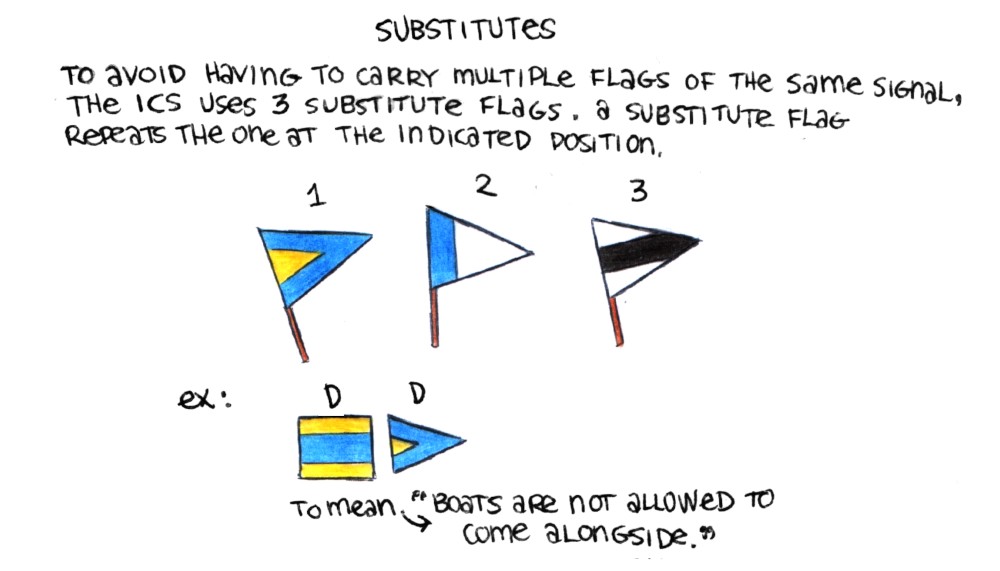 SUBSTITUTES
TO AVOID HAVING TO CARRY MULTIPLE FLAGS OF THE SAME SIGNAL,
THE ICS USES 3 SUBSTITUTE FLAGS. A SUBSTITUTE FLAG
REPEATS THE ONE AT THE INDICATED POSITION.
1 2 3
ex: D D
To mean "BOATS ARE NOT ALLOWED TO
COME ALONGSIDE."